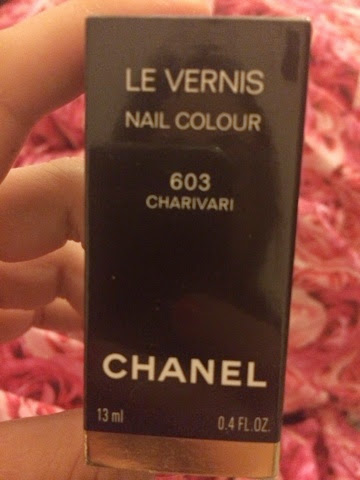 LE VERNIS
NAIL COLOUR
603
CHARIVARI
CHANEL
13 ml 0.4 FL.OZ.